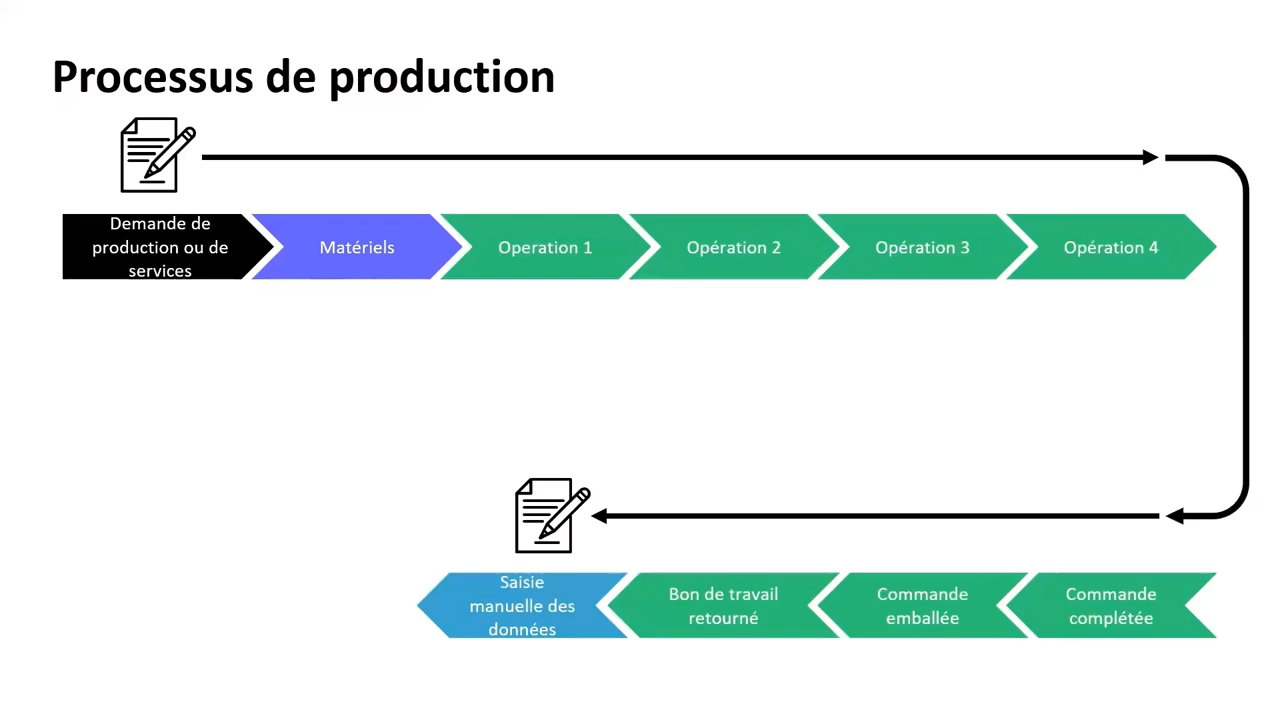 Processus de production
Demande de
production ou de
services
Matériels
Operation 1
Opération 2
Opération 3
Opération 4
Saisie
manuelle des
données
Bon de travail
retourné
Commande
emballée
Commande
complétée